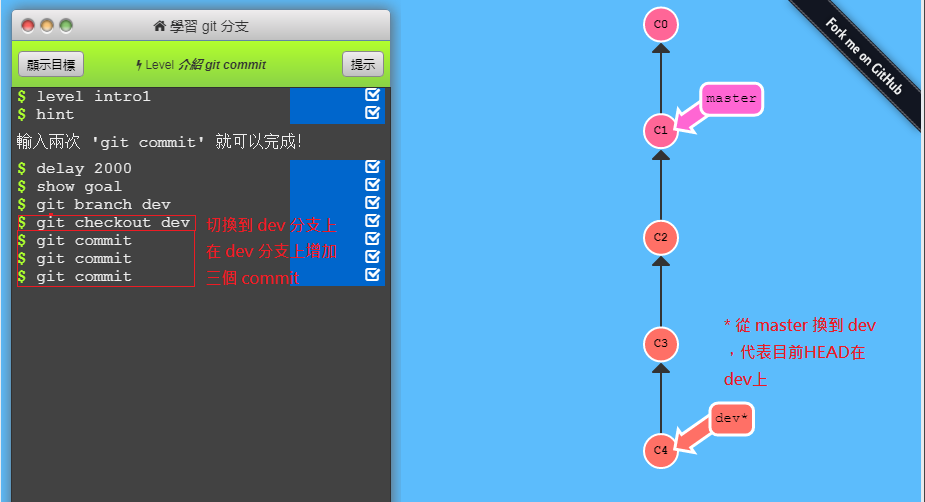 學習 git 分支
顯示目標
Level 介紹 git commit
提示
$ level intro1
$ hint
輸入兩次 'git commit' 就可以完成!
$ delay 2000
$ show goal
$ git branch dev
$ git checkout dev
$ git commit
$ git commit
$ git commit
切換到 dev 分支上
在 dev 分支上增加
三個 commit
C0
master
C1
C2
C3
* 從 master 換到 dev
，代表目前HEAD在
dev上
dev*
C4
Fork me on GitHub